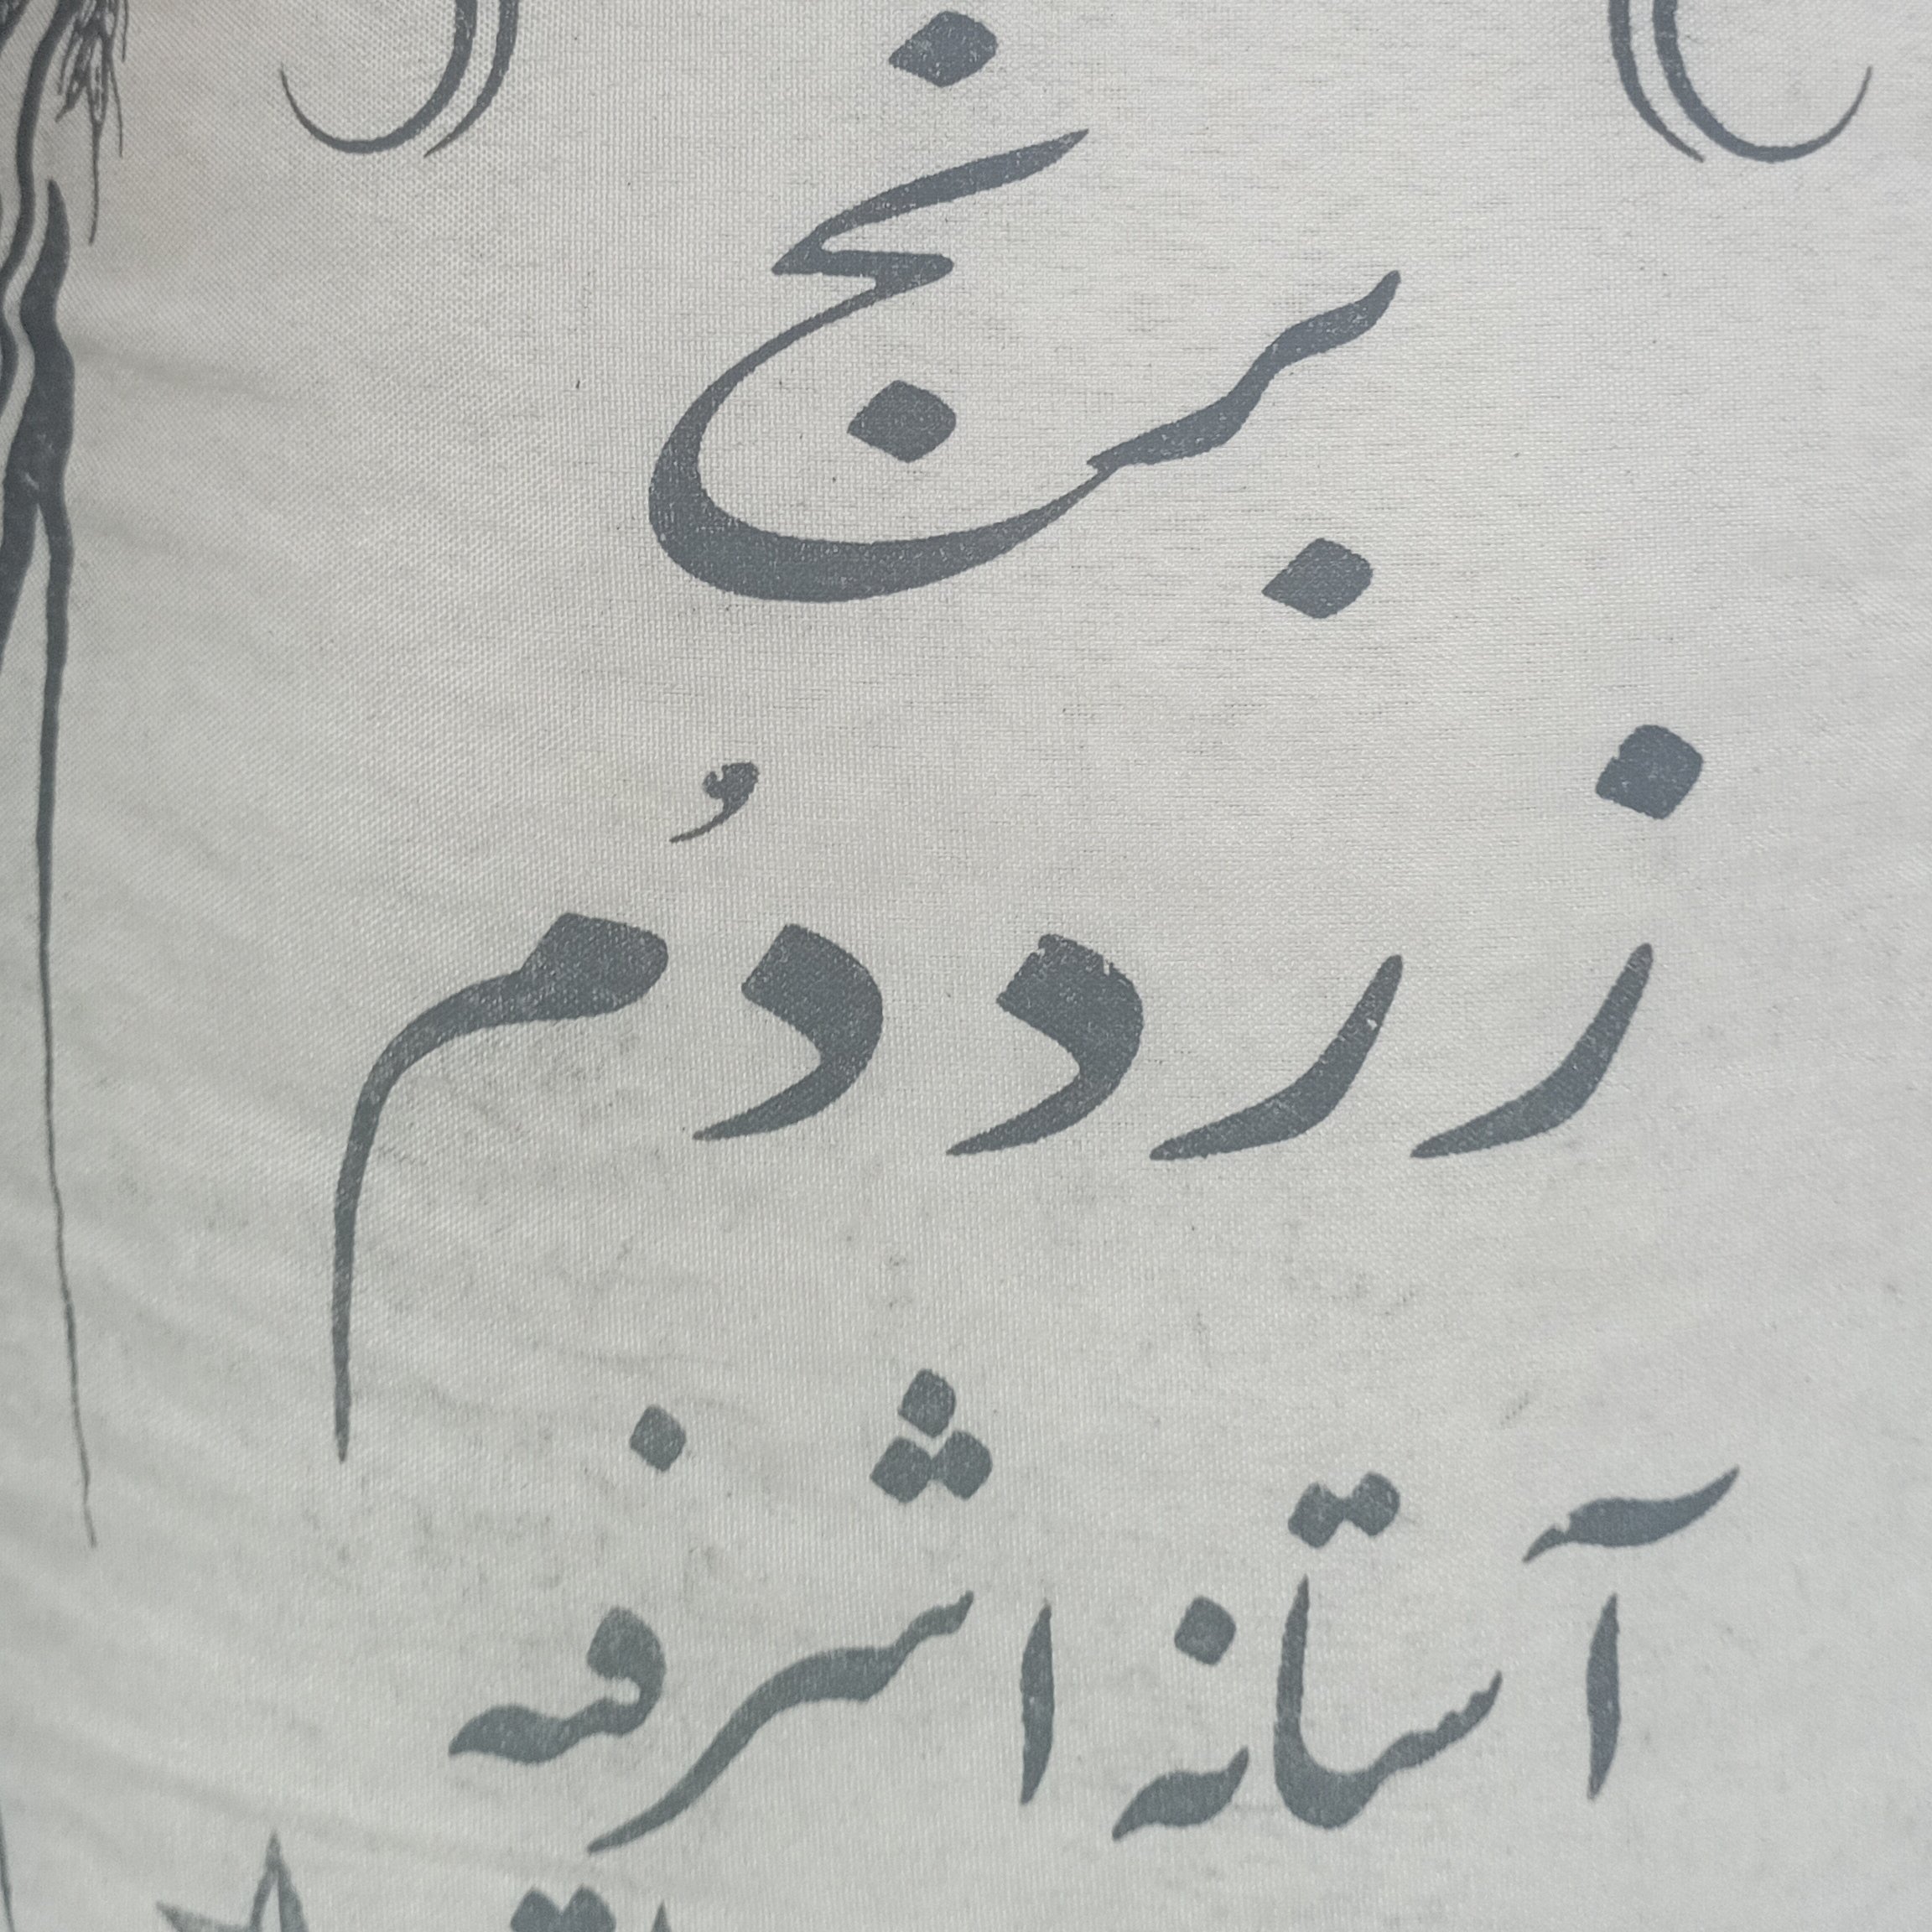 برنج
زرد دُم
آستانه اشرفیه